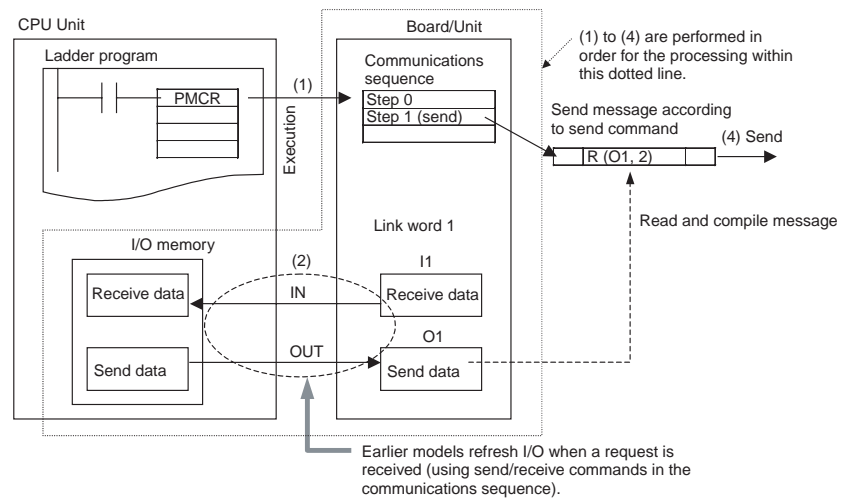 CPU Unit
Board/Unit
(1) to (4) are performed in
order for the processing within
this dotted line.
Ladder program
PMCR
(1)
Execution
Communications
sequence
Step 0
Step 1 (send)
Send message according
to send command
R (O1, 2)
(4) Send
Read and compile message
Link word 1
I/O memory
(2)
I1
Receive data
IN
Receive data
O1
OUT
Send data
Send data
Earlier models refresh I/O when a request is
received (using send/receive commands in the
communications sequence).